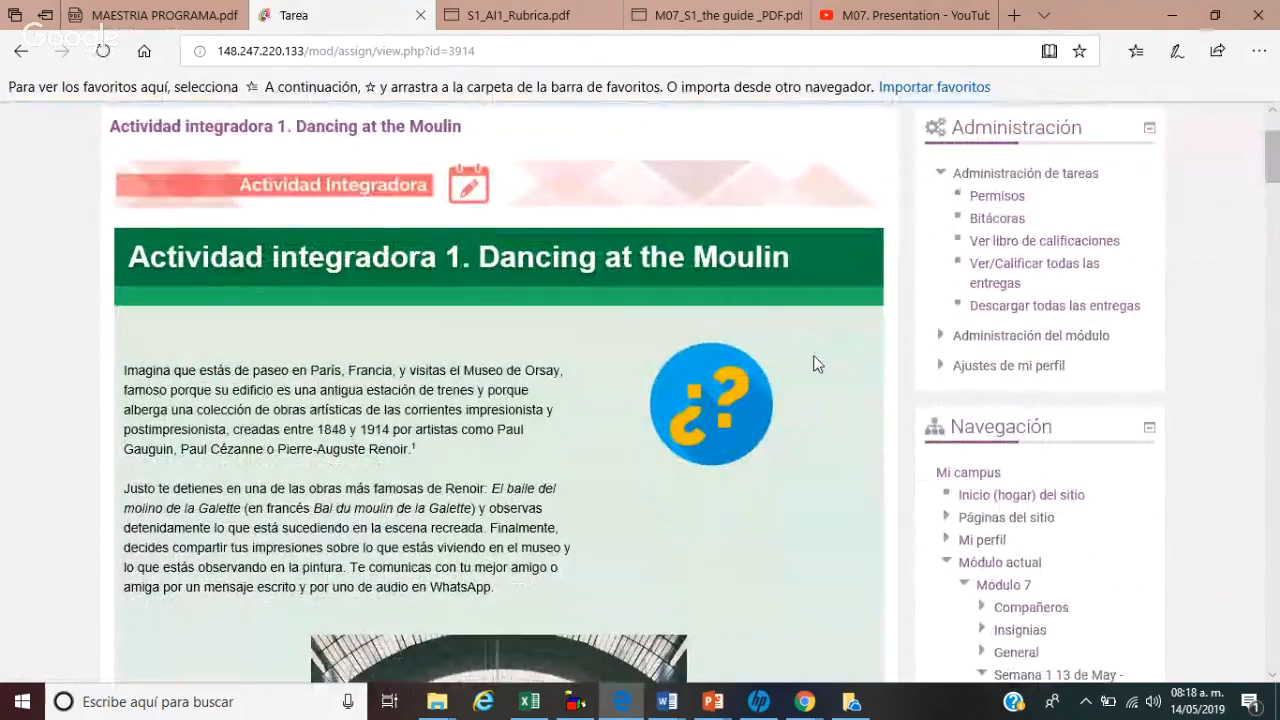 MAESTRIA PROGRAMA.pdf
Tarea
S1_AI1_Rubrica.pdf
M07_S1_the guide _PDF.pdf
M07. Presentation - YouTub
Google
148.247.220.133/mod/assign/view.php?id=3914
Para ver los favoritos aquí, selecciona A continuación, y arrastra a la carpeta de la barra de favoritos. O importa desde otro navegador. Importar favoritos
Actividad integradora 1. Dancing at the Moulin
Actividad Integradora
Actividad integradora 1. Dancing at the Moulin
Imagina que estás de paseo en París, Francia, y visitas el Museo de Orsay,
famoso porque su edificio es una antigua estación de trenes y porque
alberga una colección de obras artísticas de las corrientes impresionista y
postimpresionista, creadas entre 1848 y 1914 por artistas como Paul
Gauguin, Paul Cézanne o Pierre-Auguste Renoir.¹
Justo te detienes en una de las obras más famosas de Renoir: El baile del
molino de la Galette (en francés Bal du moulin de la Galette) y observas
detenidamente lo que está sucediendo en la escena recreada. Finalmente,
decides compartir tus impresiones sobre lo que estás viviendo en el museo y
lo que estás observando en la pintura. Te comunicas con tu mejor amigo o
amiga por un mensaje escrito y por uno de audio en WhatsApp.
¿?
Administración
Administración de tareas
Permisos
Bitácoras
Ver libro de calificaciones
Ver/Calificar todas las
entregas
Descargar todas las entregas
Administración del módulo
Ajustes de mi perfil
Navegación
Mi campus
Inicio (hogar) del sitio
Páginas del sitio
Mi perfil
Módulo actual
Módulo 7
Compañeros
Insignias
General
Semana 1 13 de May -
Escribe aquí para buscar
08:18 a. m.
14/05/2019